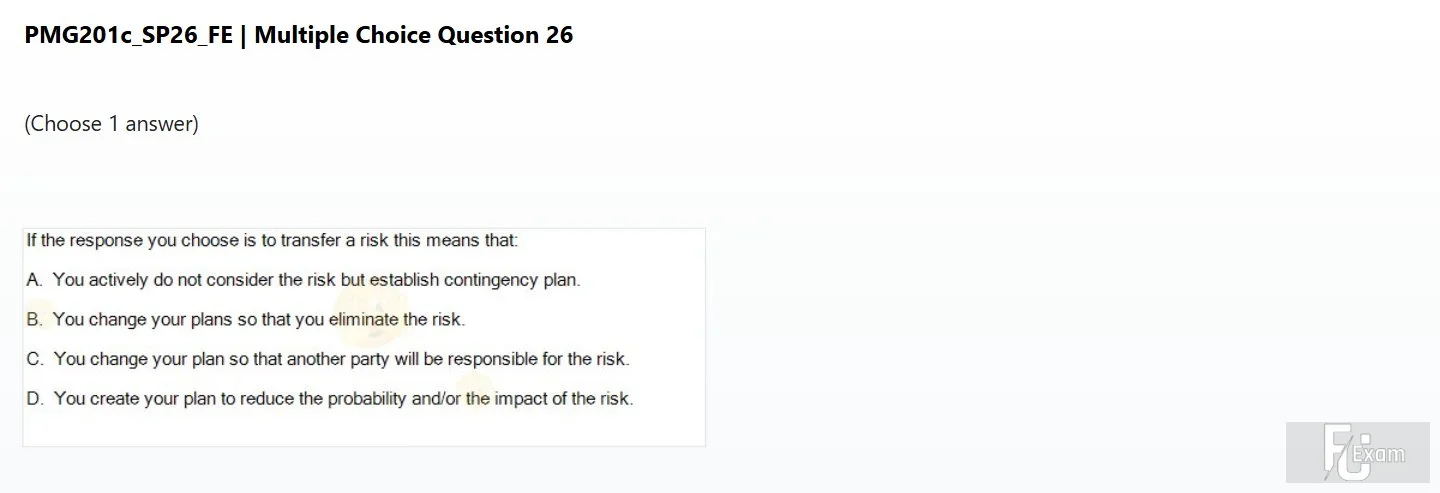 PMG201c_SP26_FE | Multiple Choice Question 26
(Choose 1 answer)
If the response you choose is to transfer a risk this means that:
A. You actively do not consider the risk but establish contingency plan.
B. You change your plans so that you eliminate the risk.
C. You change your plan so that another party will be responsible for the risk.
D. You create your plan to reduce the probability and/or the impact of the risk.
Exam